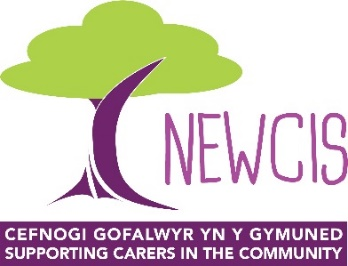 NEWCIS
CEFNOGI GOFALWYR YN Y GYMUNED
SUPPORTING CARERS IN THE COMMUNITY